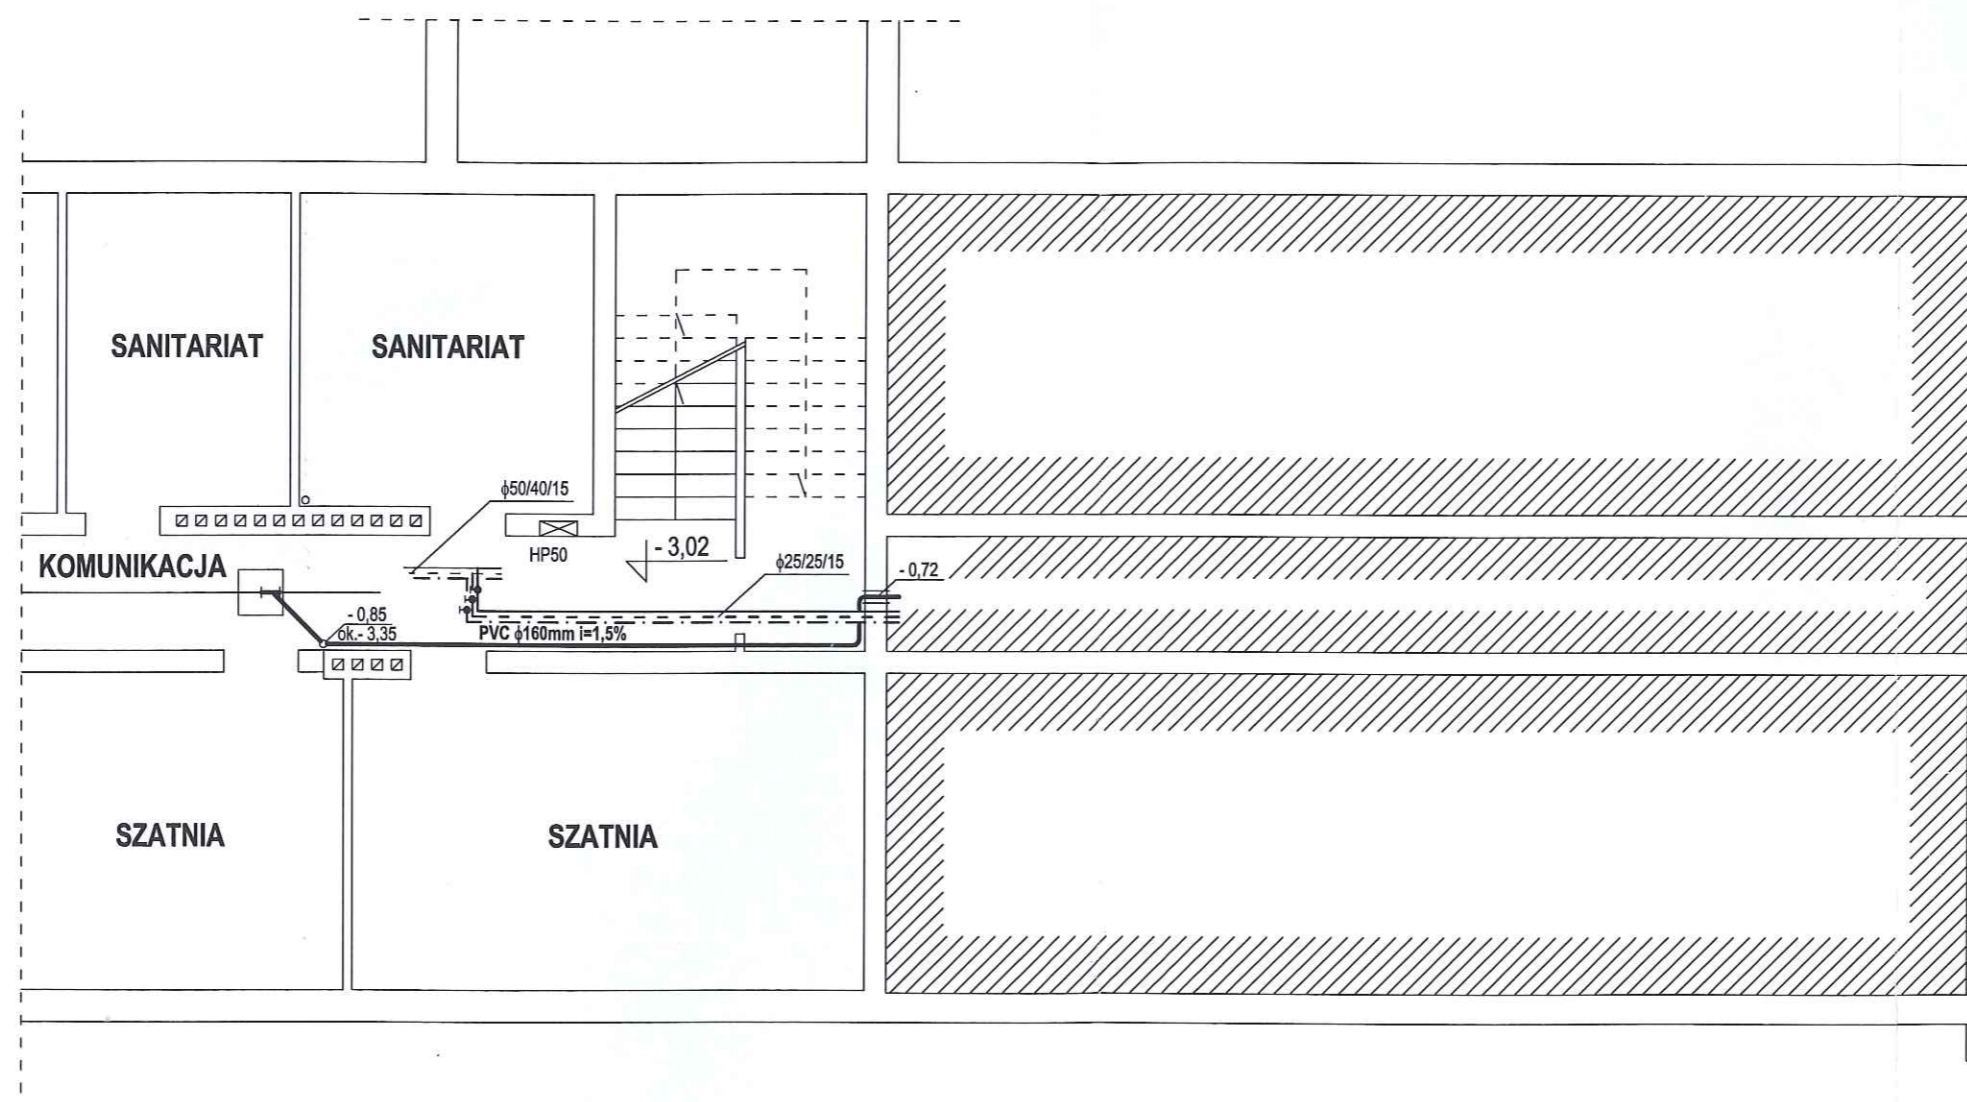 SANITARIAT
SANITARIAT
ϕ50/40/15
HP50
- 3,02
ϕ25/25/15
- 0,72
KOMUNIKACJA
- 0,85
ok.- 3,35
PVC ϕ160mm i=1,5%
SZATNIA
SZATNIA